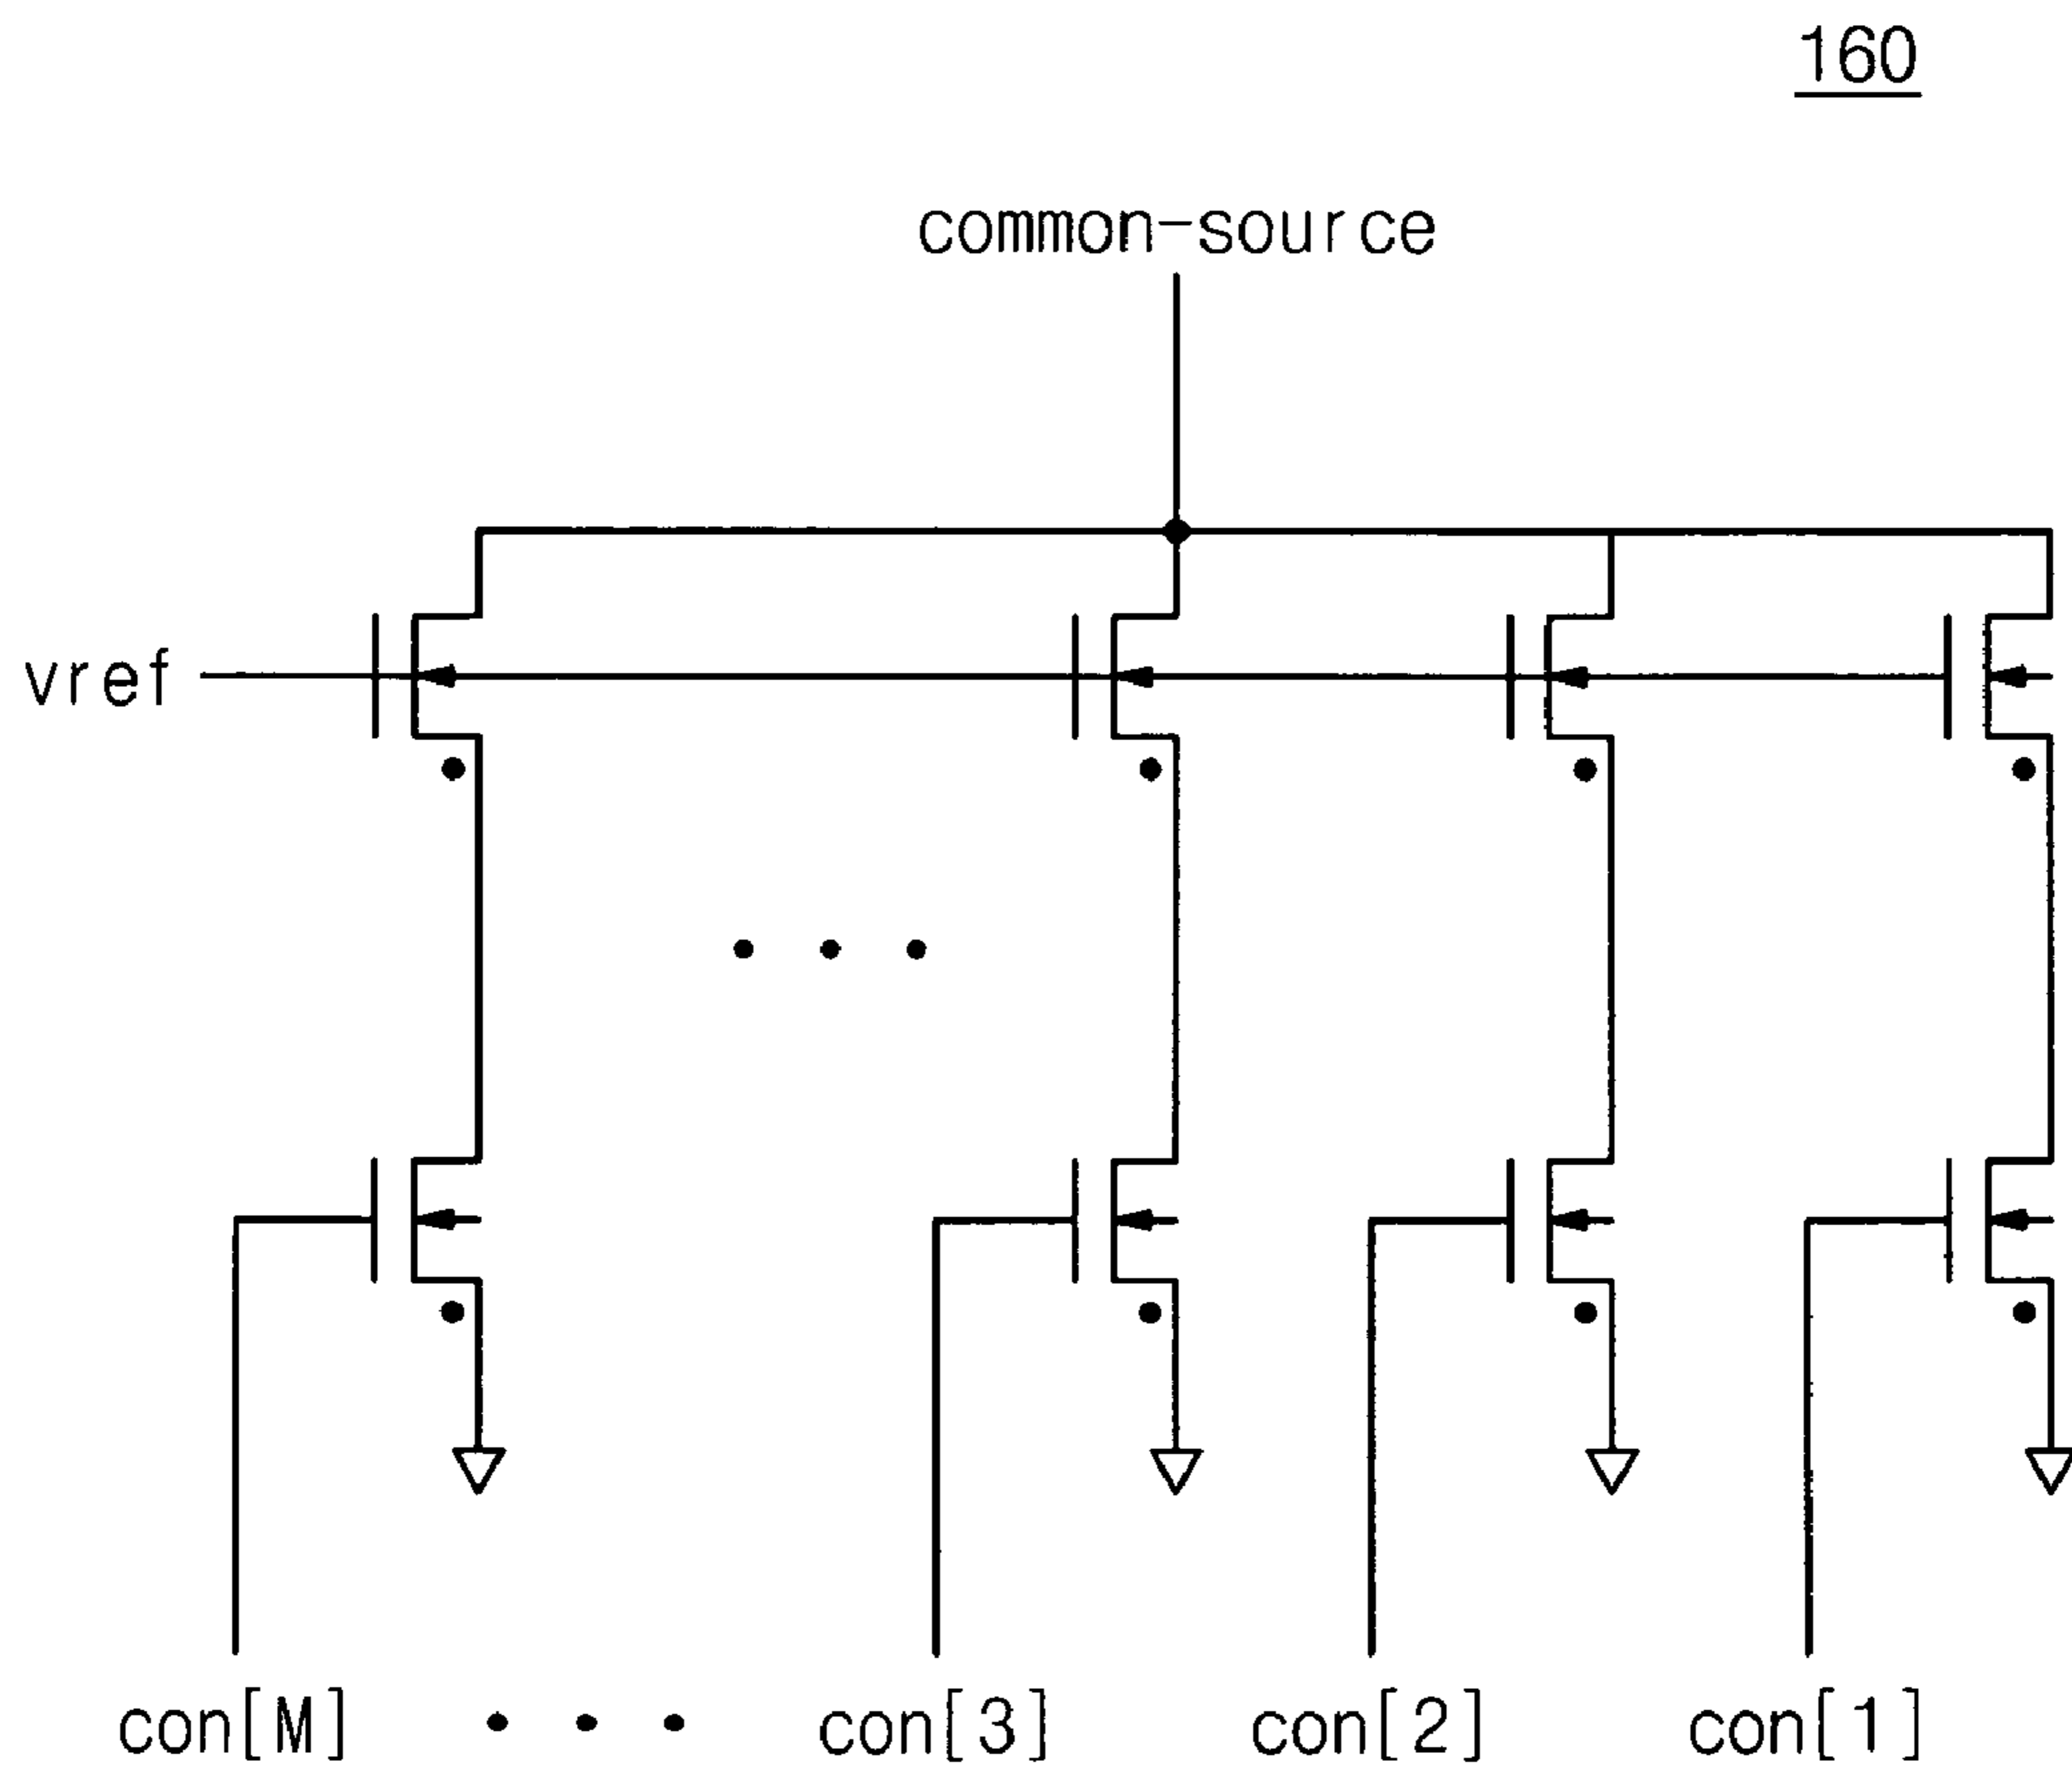 160
common-source
vref
con[M] • • • con[3] con[2] con[1]